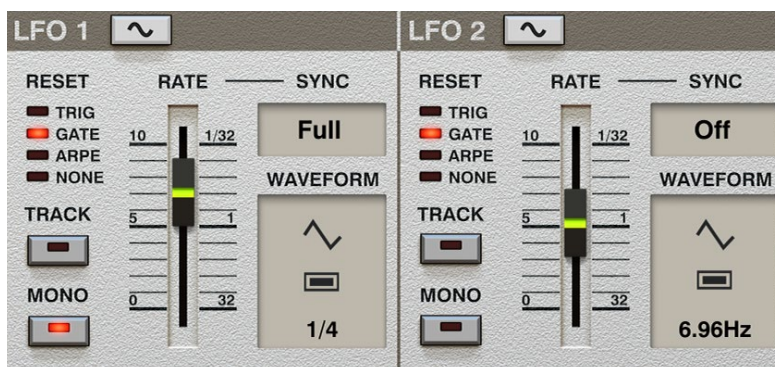 LFO 1
RESET
RATE
SYNC
TRIG
GATE
ARPE
NONE
10
1/32
Full
WAVEFORM
TRACK
5
1
MONO
0
32
1/4
LFO 2
RESET
RATE
SYNC
TRIG
GATE
ARPE
NONE
10
1/32
Off
WAVEFORM
TRACK
5
1
MONO
0
32
6.96Hz